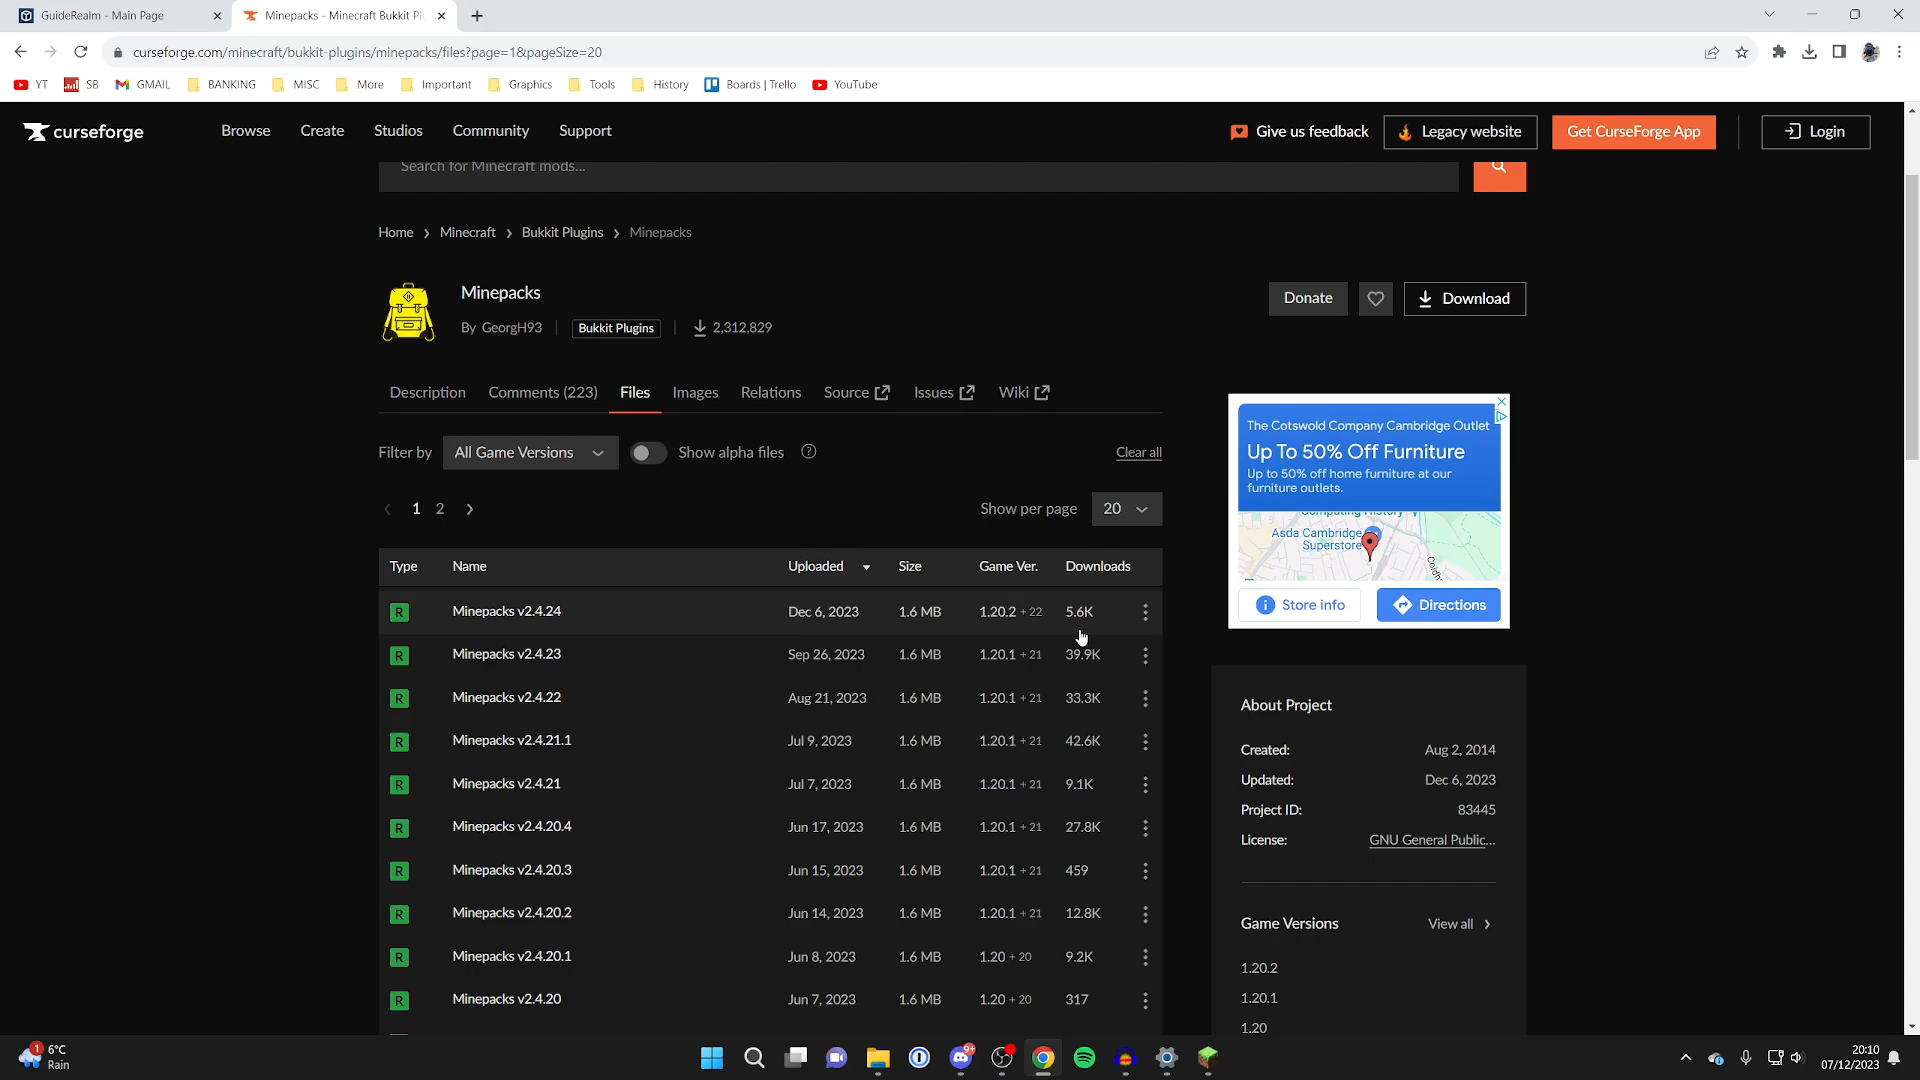 GuideRealm - Main Page
Minepacks - Minecraft Bukkit Pl
curseforge.com/minecraft/bukkit-plugins/minepacks/files?page=1&pageSize=20
YT SB GMAIL BANKING MISC More Important Graphics Tools History Boards | Trello YouTube
curseforge Browse Create Studios Community Support Give us feedback Legacy website Get CurseForge App Login
Search for Minecraft mods...
Home > Minecraft > Bukkit Plugins > Minepacks
Minepacks
By GeorgH93 Bukkit Plugins 2,312,829
Donate Download
Description Comments (223) Files Images Relations Source Issues Wiki
Filter by All Game Versions Show alpha files Clear all
1 2 Show per page 20
Type Name Uploaded Size Game Ver. Downloads
R Minepacks v2.4.24 Dec 6, 2023 1.6 MB 1.20.2 + 22 5.6K
R Minepacks v2.4.23 Sep 26, 2023 1.6 MB 1.20.1 + 21 39.9K
R Minepacks v2.4.22 Aug 21, 2023 1.6 MB 1.20.1 + 21 33.3K
R Minepacks v2.4.21.1 Jul 9, 2023 1.6 MB 1.20.1 + 21 42.6K
R Minepacks v2.4.21 Jul 7, 2023 1.6 MB 1.20.1 + 21 9.1K
R Minepacks v2.4.20.4 Jun 17, 2023 1.6 MB 1.20.1 + 21 27.8K
R Minepacks v2.4.20.3 Jun 15, 2023 1.6 MB 1.20.1 + 21 459
R Minepacks v2.4.20.2 Jun 14, 2023 1.6 MB 1.20.1 + 21 12.8K
R Minepacks v2.4.20.1 Jun 8, 2023 1.6 MB 1.20 + 20 9.2K
R Minepacks v2.4.20 Jun 7, 2023 1.6 MB 1.20 + 20 317
The Cotswold Company Cambridge Outlet
Up To 50% Off Furniture
Up to 50% off home furniture at our
furniture outlets.
Computing History
Asda Cambridge
Superstore
Store info Directions
About Project
Created: Aug 2, 2014
Updated: Dec 6, 2023
Project ID: 83445
License: GNU General Public...
Game Versions View all
1.20.2
1.20.1
1.20
1
6°C
Rain
9+
20:10
07/12/2023